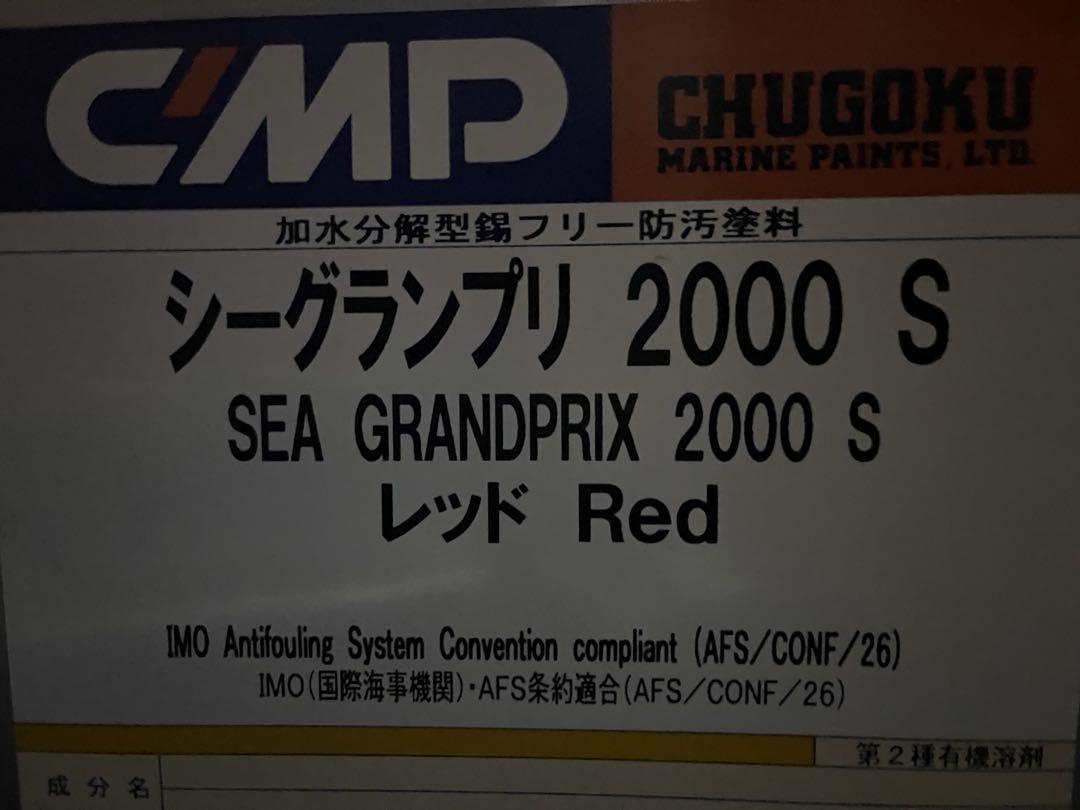 CMP
CHUGOKU
MARINE PAINTS, LTD.
加水分解型錫フリー防汚塗料
シーグランプリ 2000 S
SEA GRANDPRIX 2000 S
レッド Red
IMO Antifouling System Convention compliant (AFS/CONF/26)
IMO(国際海事機関)・AFS条約適合(AFS/CONF/26)
第2種有機溶剤
成分名